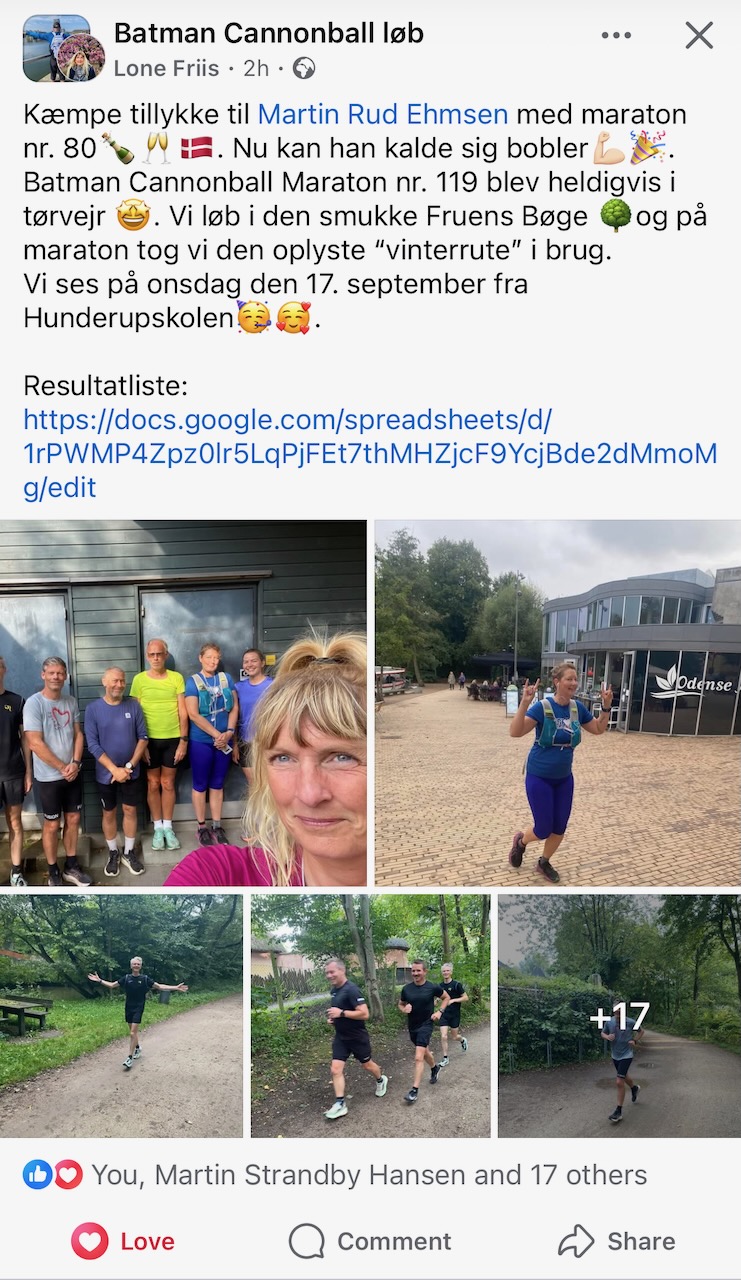 Batman Cannonball løb
Lone Friis · 2h ·
Kæmpe tillykke til Martin Rud Ehmsen med maraton
nr. 80🍾🥂🇩🇰. Nu kan han kalde sig bobler💪🏻🎉.
Batman Cannonball Maraton nr. 119 blev heldigvis i
tørvejr 🤩. Vi løb i den smukke Fruens Bøge 🌳og på
maraton tog vi den oplyste “vinterrute” i brug.
Vi ses på onsdag den 17. september fra
Hunderupskolen🥳🥰.
Resultatliste:
https://docs.google.com/spreadsheets/d/
1rPWMP4Zpz0lr5LqPjFEt7thMHZjcF9YcjBde2dMmoM
g/edit
Odense
+17
You, Martin Strandby Hansen and 17 others
Love
Comment
Share